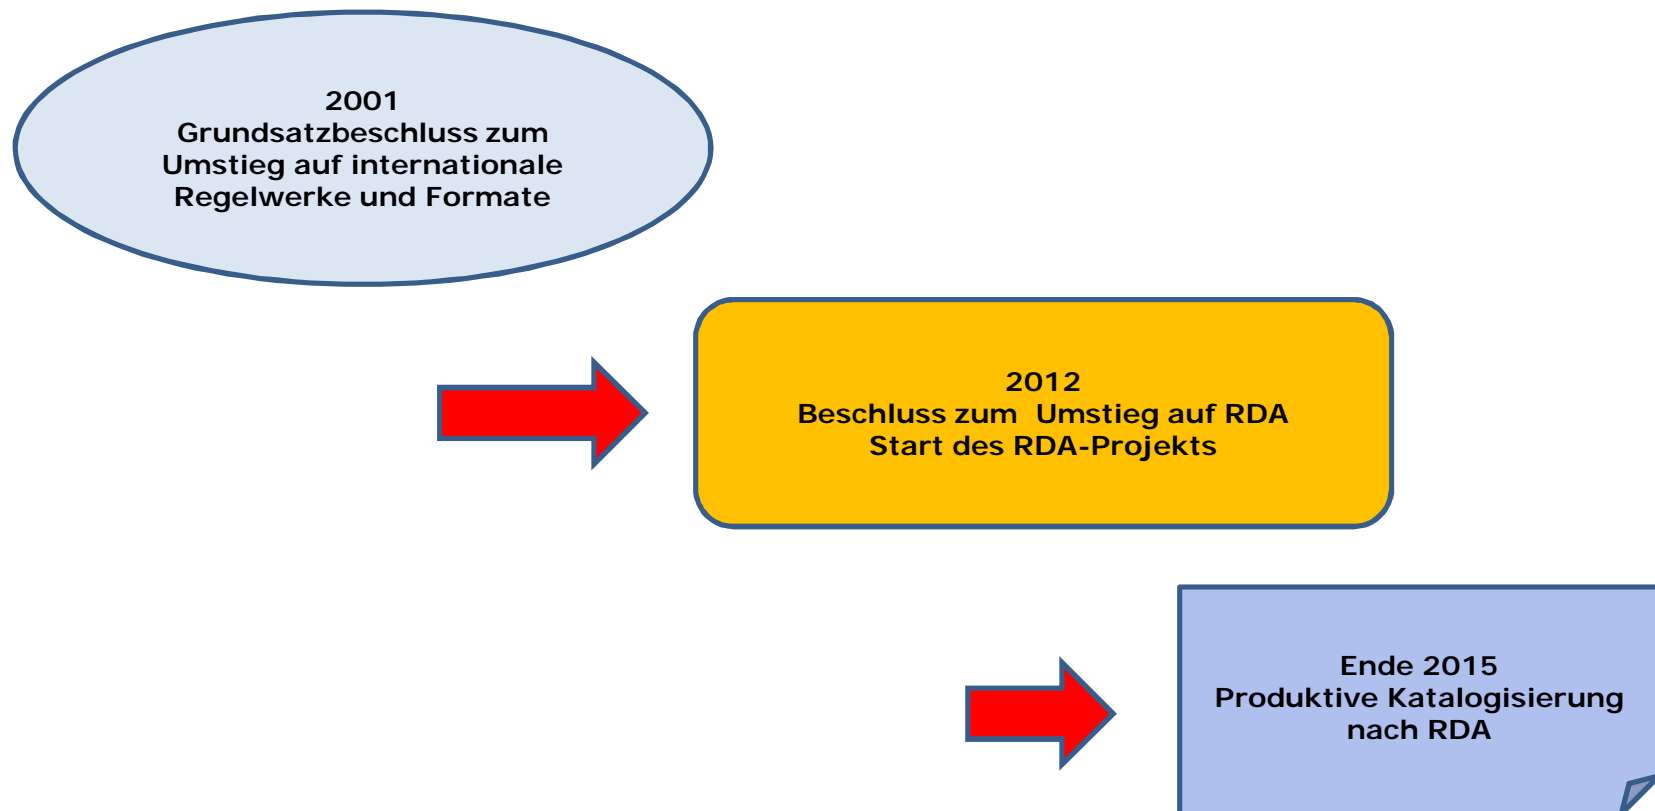 2001
Grundsatzbeschluss zum
Umstieg auf internationale
Regelwerke und Formate
2012
Beschluss zum  Umstieg auf RDA
Start des RDA-Projekts
Ende 2015
Produktive Katalogisierung
nach RDA